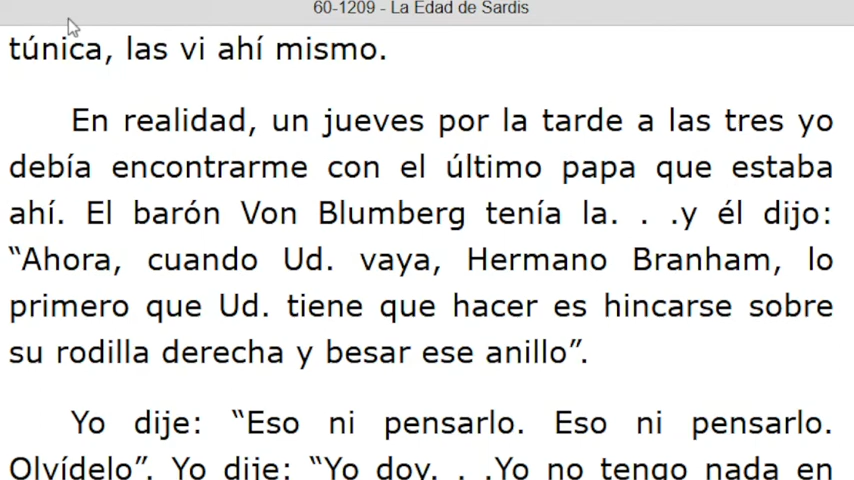 60-1209 - La Edad de Sardis
túnica, las vi ahí mismo.
En realidad, un jueves por la tarde a las tres yo
debía encontrarme con el último papa que estaba
ahí. El barón Von Blumberg tenía la. . .y él dijo:
“Ahora, cuando Ud. vaya, Hermano Branham, lo
primero que Ud. tiene que hacer es hincarse sobre
su rodilla derecha y besar ese anillo”.
Yo dije: “Eso ni pensarlo. Eso ni pensarlo.
Olvídelo”. Yo dije: “Yo doy. . .Yo no tengo nada en